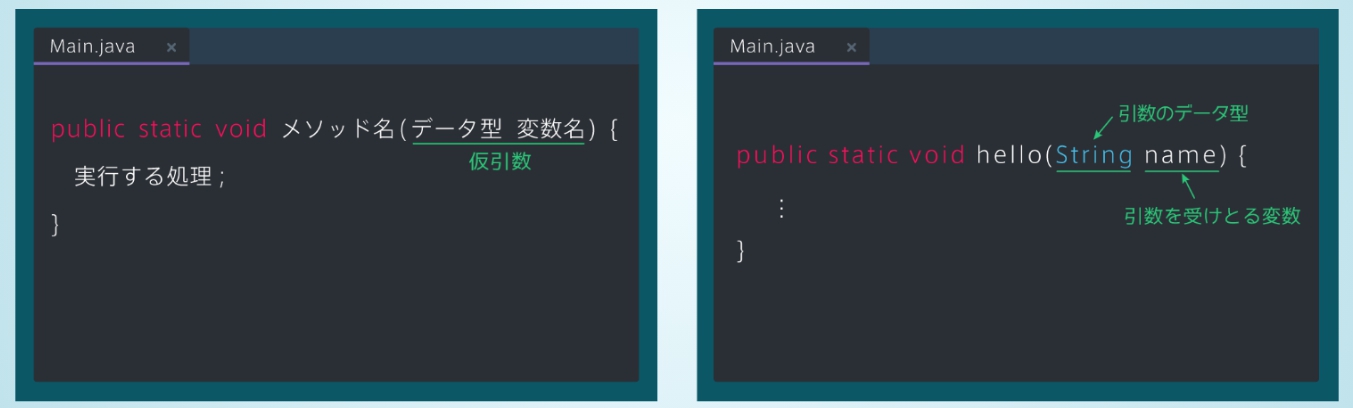 Main.java ×
public static void メソッド名(データ型 変数名) {
仮引数
実行する処理;
}
Main.java ×
引数のデータ型
public static void hello(String name) {
引数を受けとる変数
⋮
}